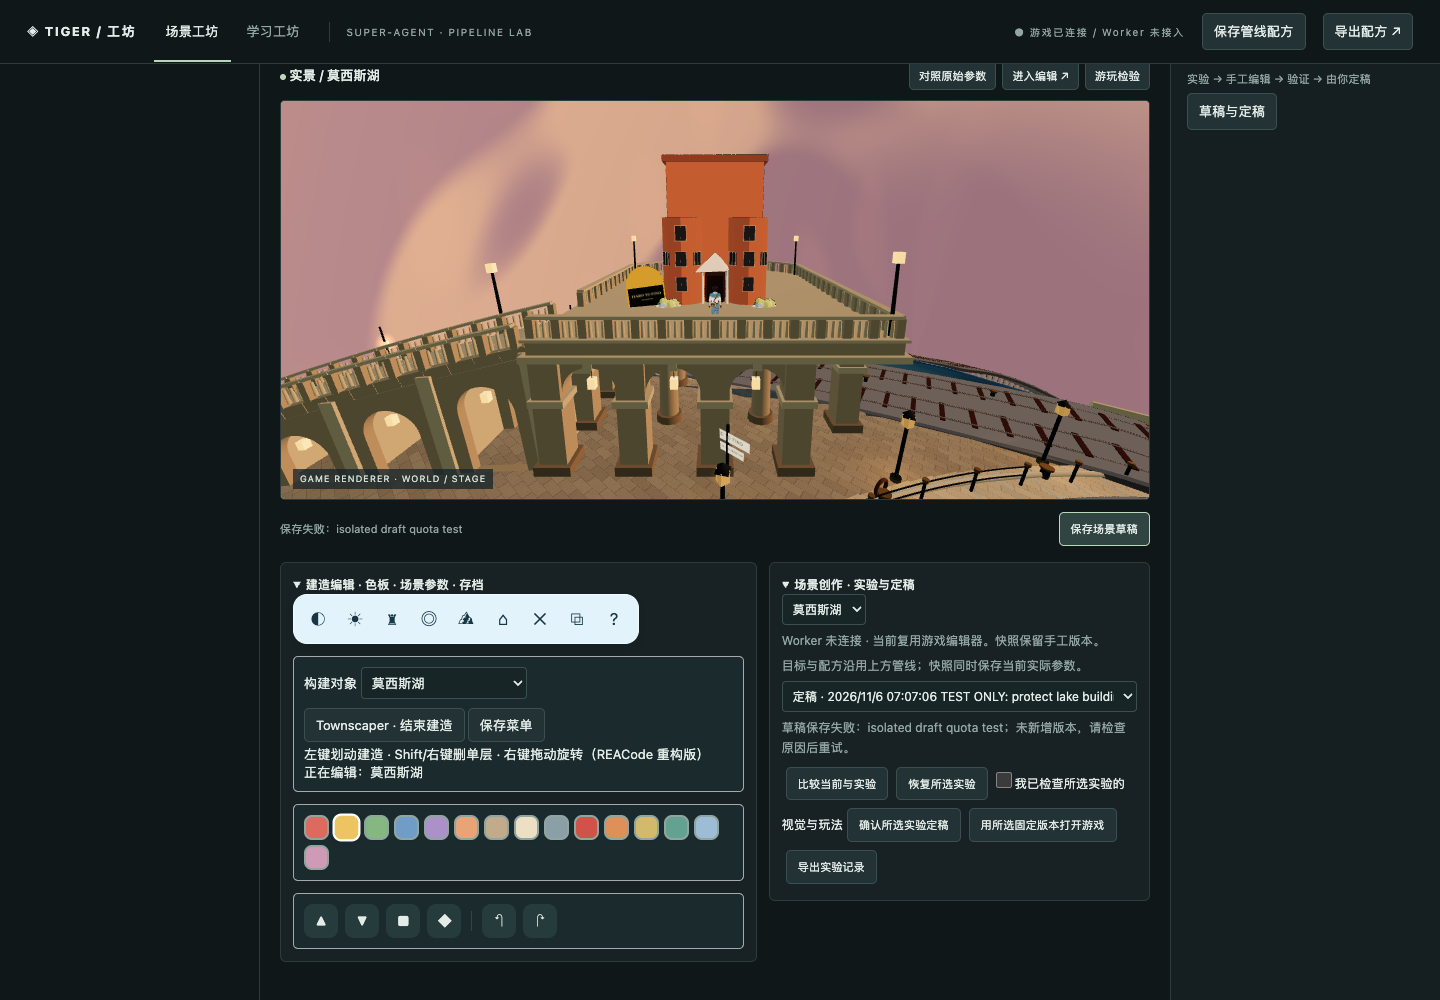 ◈ TIGER / 工坊
场景工坊
学习工坊
SUPER-AGENT · PIPELINE LAB
游戏已连接 / Worker 未接入
保存管线配方
导出配方 ↗
实景 / 莫西斯湖
对照原始参数
进入编辑 ↗
游玩检验
实验 → 手工编辑 → 验证 → 由你定稿
草稿与定稿
GAME RENDERER · WORLD / STAGE
保存失败：isolated draft quota test
保存场景草稿
▼ 建造编辑 · 色板 · 场景参数 · 存档
?
构建对象
莫西斯湖
Townscaper · 结束建造
保存菜单
左键划动建造 · Shift/右键删单层 · 右键拖动旋转（REACode 重构版）
正在编辑：莫西斯湖
▼ 场景创作 · 实验与定稿
莫西斯湖
Worker 未连接 · 当前复用游戏编辑器。快照保留手工版本。
目标与配方沿用上方管线；快照同时保存当前实际参数。
定稿 · 2026/11/6 07:07:06 TEST ONLY: protect lake buildi
草稿保存失败：isolated draft quota test；未新增版本，请检查
原因后重试。
比较当前与实验
恢复所选实验
我已检查所选实验的
视觉与玩法
确认所选实验定稿
用所选固定版本打开游戏
导出实验记录